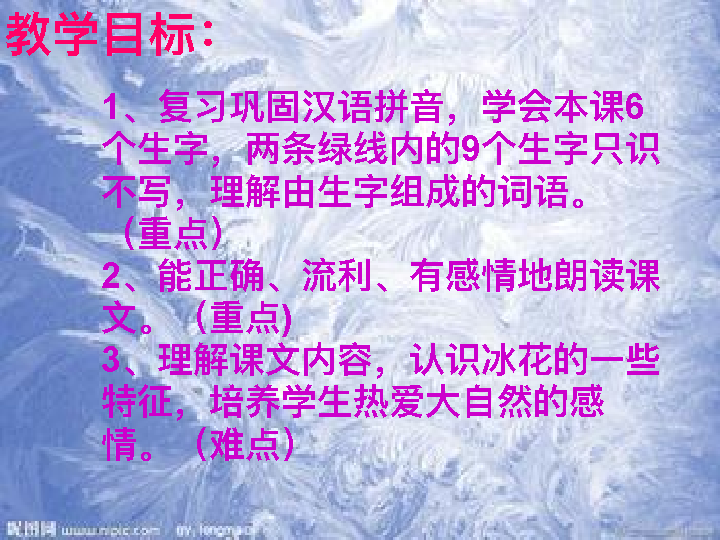 教学目标：
1、复习巩固汉语拼音，学会本课6
个生字，两条绿线内的9个生字只识
不写，理解由生字组成的词语。
（重点）
2、能正确、流利、有感情地朗读课
文。（重点)
3、理解课文内容，认识冰花的一些
特征，培养学生热爱大自然的感
情。（难点）
昵图网 www.nipic.com BY: